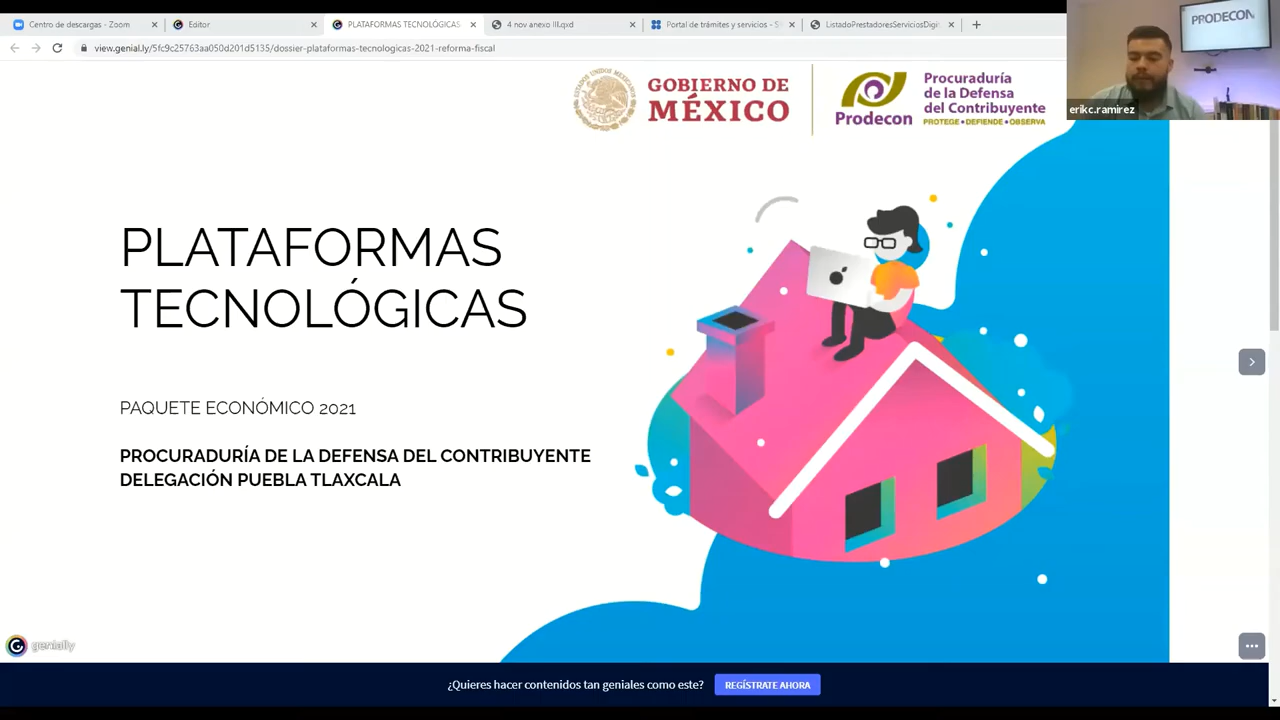 Centro de descargas - Zoom
Editor
PLATAFORMAS TECNOLÓGICAS
4 nov anexo III.qxd
Portal de trámites y servicios - S
ListadoPrestadoresServiciosDigi
view.genial.ly/5fc9c25763aa050d201d5135/dossier-plataformas-tecnologicas-2021-reforma-fiscal
PRODECON
erikc.ramirez
GOBIERNO DE
MÉXICO
Prodecon
Procuraduría
de la Defensa
del Contribuyente
PROTEGE • DEFIENDE • OBSERVA
PLATAFORMAS
TECNOLÓGICAS
PAQUETE ECONÓMICO 2021
PROCURADURÍA DE LA DEFENSA DEL CONTRIBUYENTE
DELEGACIÓN PUEBLA TLAXCALA
genially
¿Quieres hacer contenidos tan geniales como este?
REGÍSTRATE AHORA